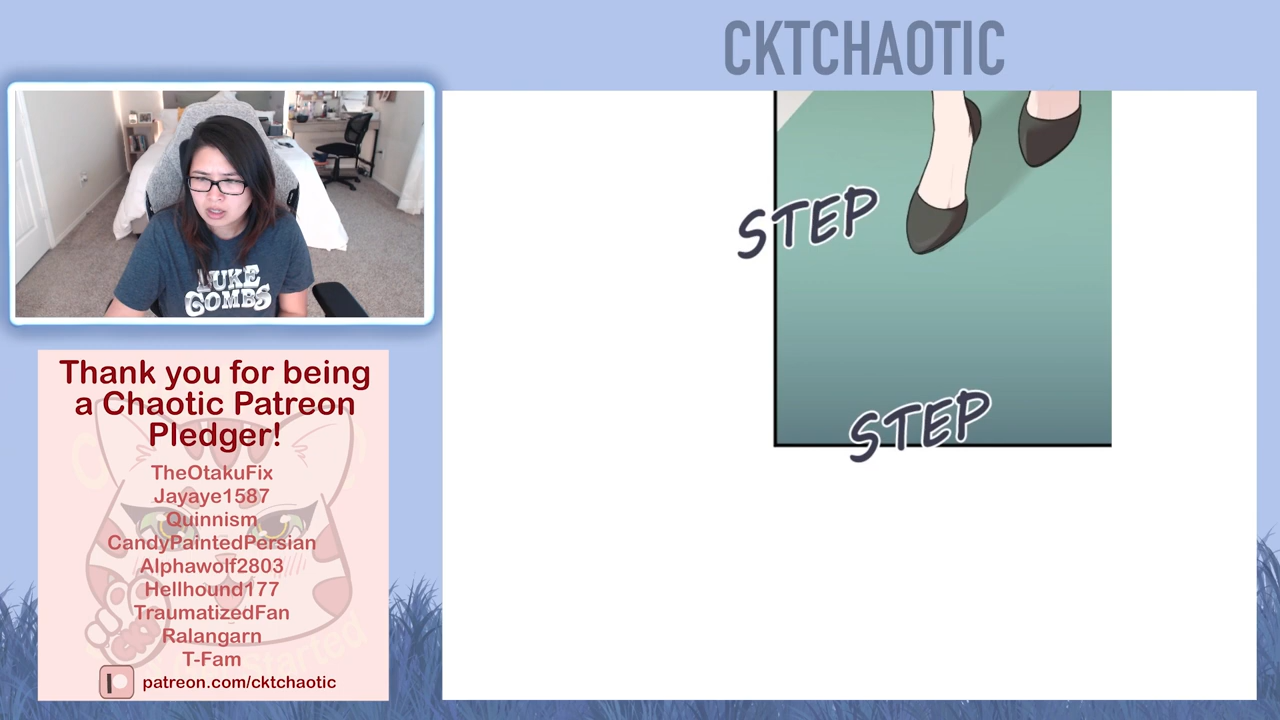 CKTCHAOTIC
LUKE
COMBS
STEP
STEP
Thank you for being
a Chaotic Patreon
Pledger!
TheOtakuFix
Jayaye1587
Quinnism
CandyPaintedPersian
Alphawolf2803
Hellhound177
TraumatizedFan
Ralangarn
T-Fam
patreon.com/cktchaotic